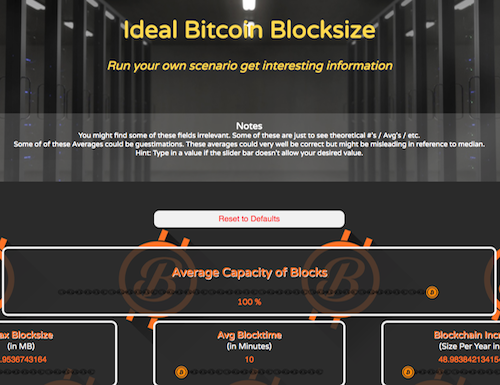 Ideal Bitcoin Blocksize
Run your own scenario get interesting information
Notes
You might find some of these fields irrelevant. Some of these are just to see theoretical #'s / Avg's / etc.
Some of of these Averages could be guestimations. These averages could very well be correct but might be misleading in reference to median.
Hint: Type in a value if the slider bar doesn't allow your desired value.
Reset to Defaults
Average Capacity of Blocks
100 %
ax Blocksize
(in MB)
.9536743164
Avg Blocktime
(in Minutes)
10
Blockchain Incr
(Size Per Year in
48.983842134154